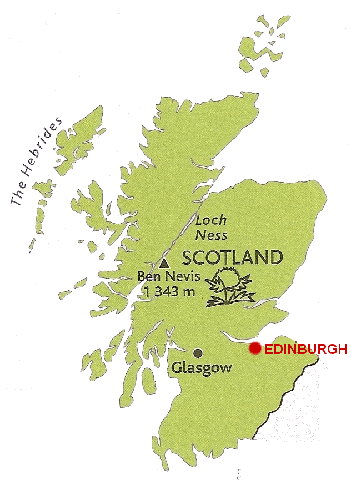 The Hebrides
Loch
Ness
SCOTLAND
Ben Nevis
1 343 m
EDINBURGH
Glasgow